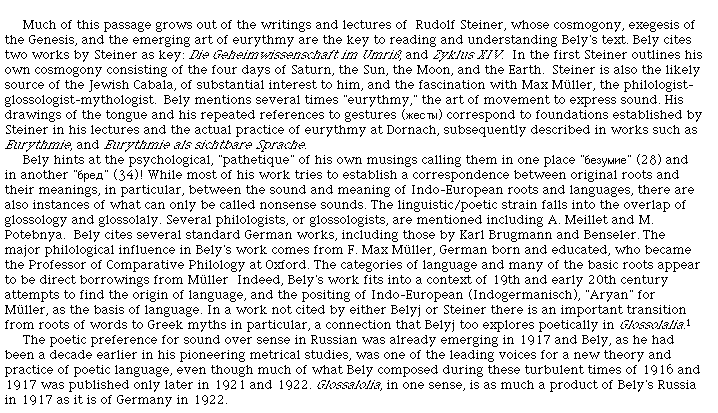 Much of this passage grows out of the writings and lectures of Rudolf Steiner, whose cosmogony, exegesis of
the Genesis, and the emerging art of eurythmy are the key to reading and understanding Bely's text. Bely cites
two works by Steiner as key: Die Geheimwissenschaft im Umriß, and Zyklus XIV. In the first Steiner outlines his
own cosmogony consisting of the four days of Saturn, the Sun, the Moon, and the Earth. Steiner is also the likely
source of the Jewish Cabala, of substantial interest to him, and the fascination with Max Müller, the philologist-
glossologist-mythologist. Bely mentions several times "eurythmy," the art of movement to express sound. His
drawings of the tongue and his repeated references to gestures (жесты) correspond to foundations established by
Steiner in his lectures and the actual practice of eurythmy at Dornach, subsequently described in works such as
Eurythmie, and Eurythmie als sichtbare Sprache.
Bely hints at the psychological, "pathetique" of his own musings calling them in one place "безумие" (28) and
in another "бред" (34)! While most of his work tries to establish a correspondence between original roots and
their meanings, in particular, between the sound and meaning of Indo-European roots and languages, there are
also instances of what can only be called nonsense sounds. The linguistic/poetic strain falls into the overlap of
glossology and glossolaly. Several philologists, or glossologists, are mentioned including A. Meillet and M.
Potebnya. Bely cites several standard German works, including those by Karl Brugmann and Benseler. The
major philological influence in Bely's work comes from F. Max Müller, German born and educated, who became
the Professor of Comparative Philology at Oxford. The categories of language and many of the basic roots appear
to be direct borrowings from Müller Indeed, Bely's work fits into a context of 19th and early 20th century
attempts to find the origin of language, and the positing of Indo-European (Indogermanisch), "Aryan" for
Müller, as the basis of language. In a work not cited by either Belyj or Steiner there is an important transition
from roots of words to Greek myths in particular, a connection that Belyj too explores poetically in Glossolalia.¹
The poetic preference for sound over sense in Russian was already emerging in 1917 and Bely, as he had
been a decade earlier in his pioneering metrical studies, was one of the leading voices for a new theory and
practice of poetic language, even though much of what Bely composed during these turbulent times of 1916 and
1917 was published only later in 1921 and 1922. Glossalolia, in one sense, is as much a product of Bely's Russia
in 1917 as it is of Germany in 1922.